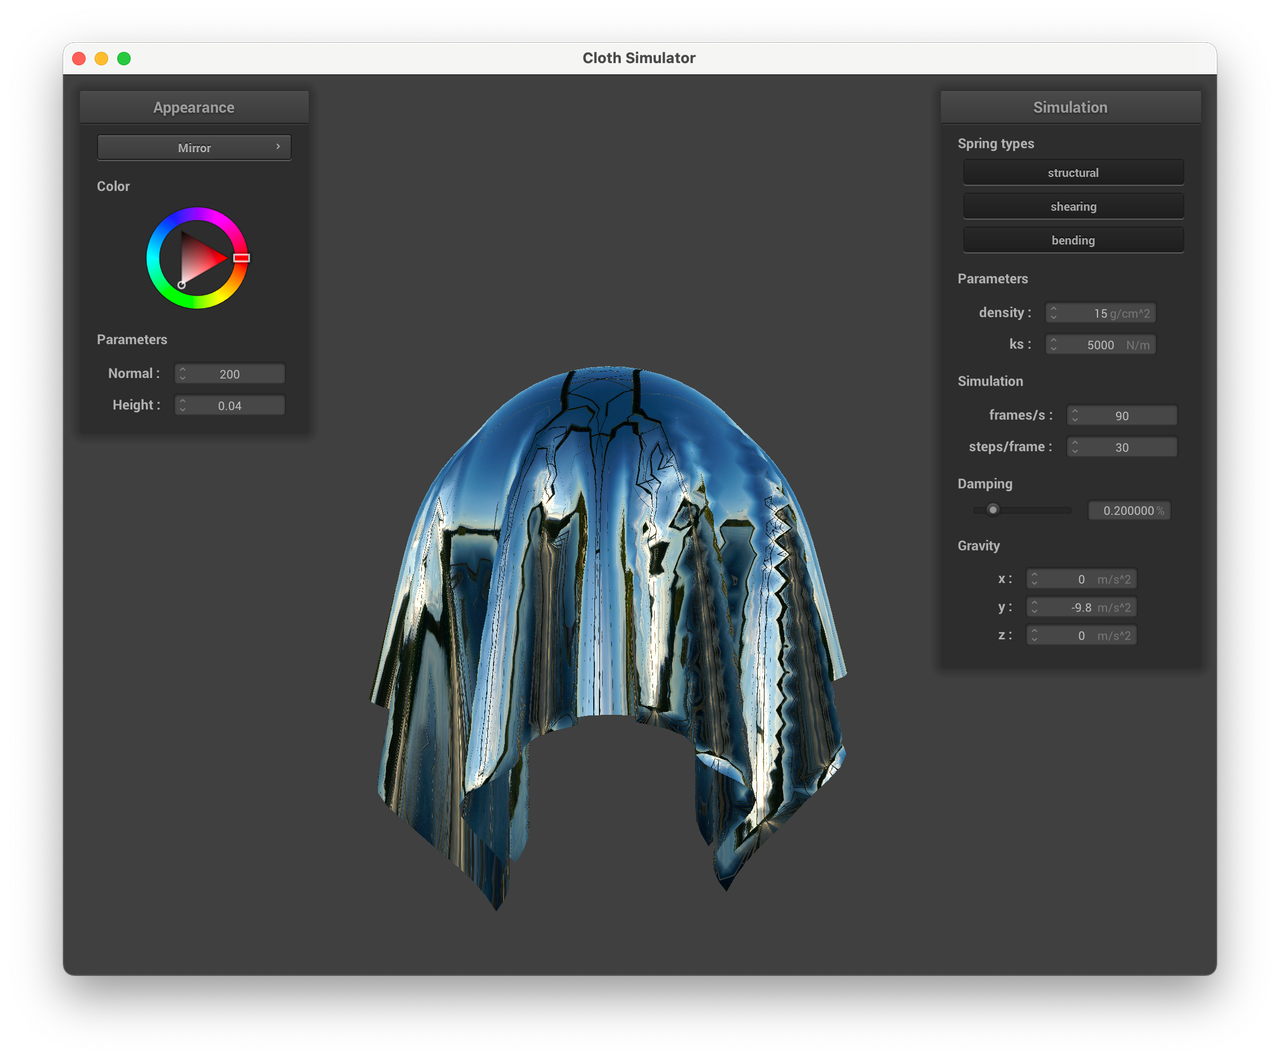 Cloth Simulator
Appearance
Mirror
Color
Parameters
Normal : 200
Height : 0.04
Simulation
Spring types
structural
shearing
bending
Parameters
density : 15 g/cm^2
ks : 5000 N/m
Simulation
frames/s : 90
steps/frame : 30
Damping
0.200000 %
Gravity
x : 0 m/s^2
y : -9.8 m/s^2
z : 0 m/s^2